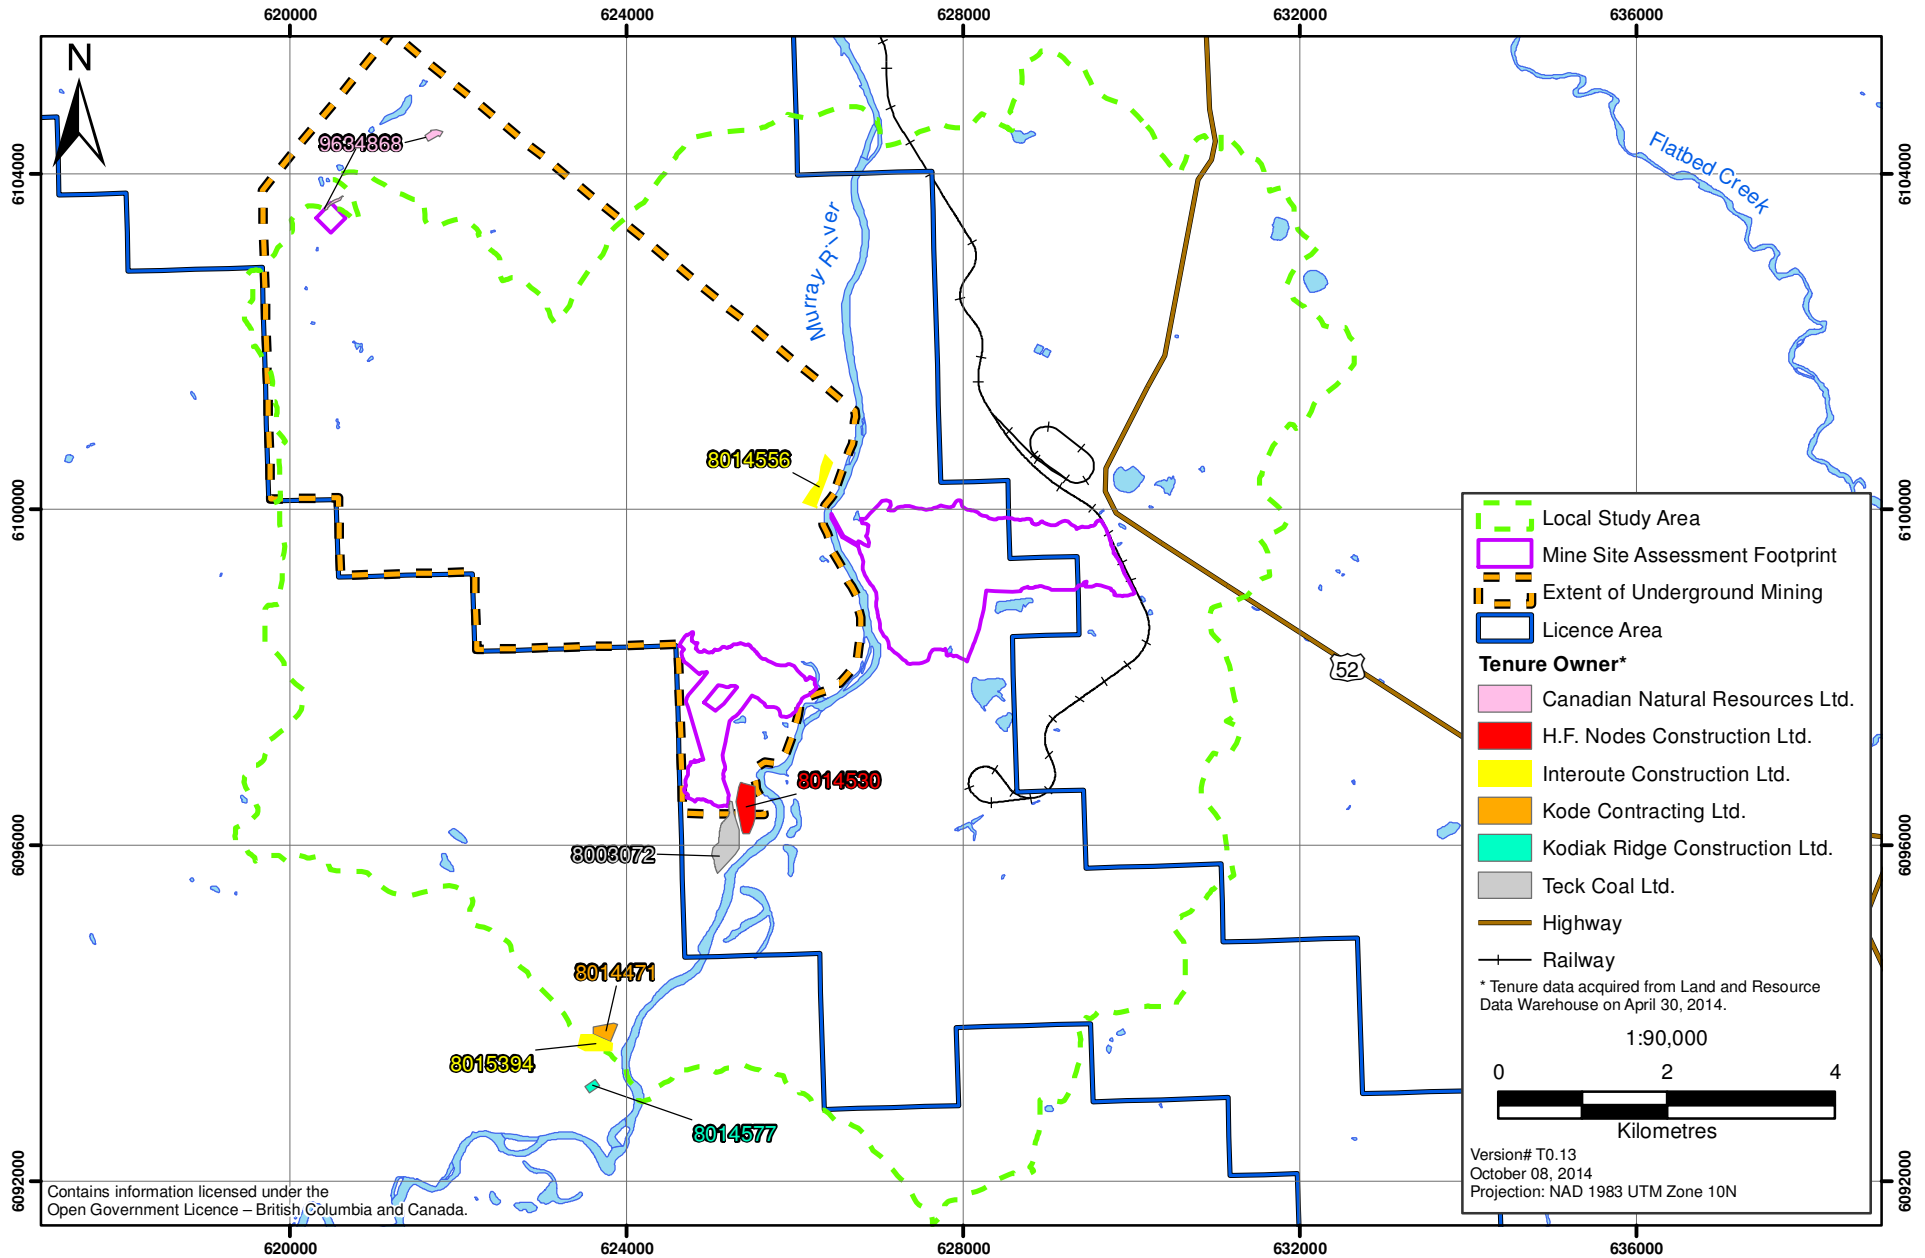 620000
624000
628000
632000
636000
N
9634868
6104000
6104000
Flatbed Creek
Murray River
8014556
6100000
6100000
Local Study Area
Mine Site Assessment Footprint
Extent of Underground Mining
Licence Area
52
Tenure Owner*
Canadian Natural Resources Ltd.
H.F. Nodes Construction Ltd.
8014530
Interoute Construction Ltd.
Kode Contracting Ltd.
6096000
8003072
6096000
Kodiak Ridge Construction Ltd.
Teck Coal Ltd.
Highway
Railway
8014471
* Tenure data acquired from Land and Resource
Data Warehouse on April 30, 2014.
1:90,000
8015394
0 2 4
Kilometres
8014577
Version# T0.13
October 08, 2014
Projection: NAD 1983 UTM Zone 10N
6092000
6092000
Contains information licensed under the
Open Government Licence – British Columbia and Canada.
620000
624000
628000
632000
636000